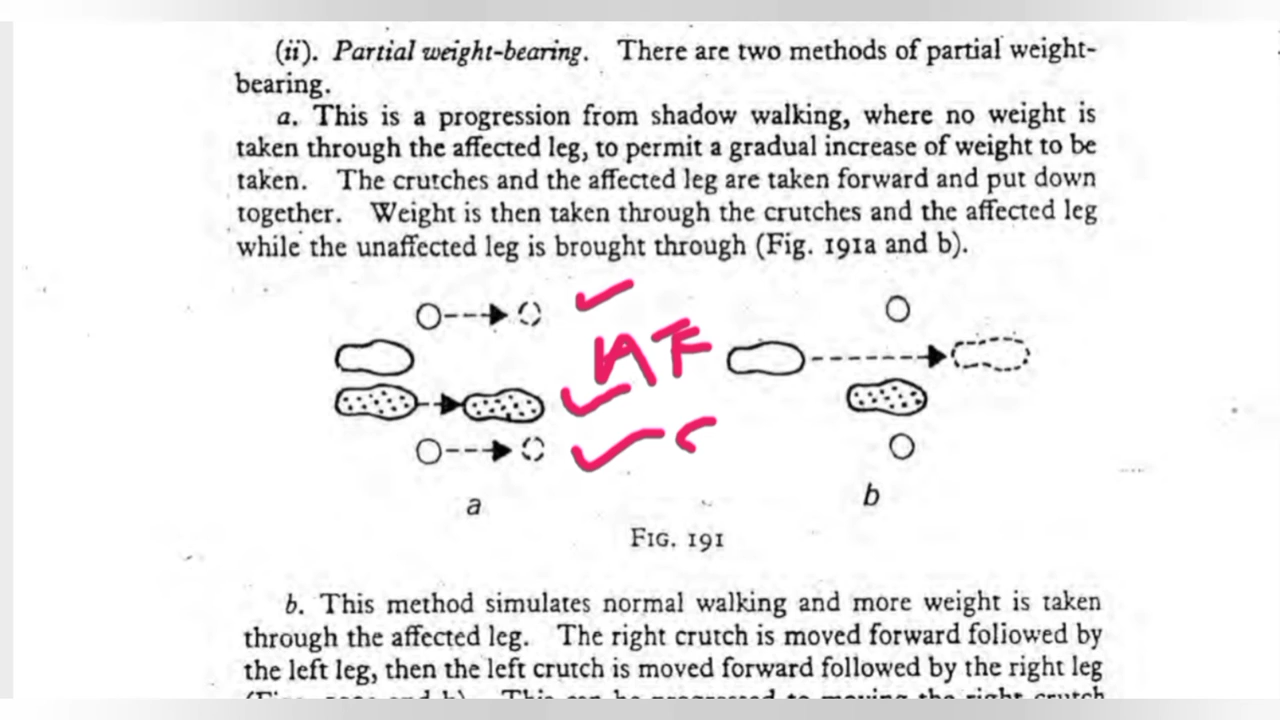 (ii). Partial weight-bearing. There are two methods of partial weight-
bearing.
a. This is a progression from shadow walking, where no weight is
taken through the affected leg, to permit a gradual increase of weight to be
taken. The crutches and the affected leg are taken forward and put down
together. Weight is then taken through the crutches and the affected leg
while the unaffected leg is brought through (Fig. 191a and b).
a
b
FIG. 191
b. This method simulates normal walking and more weight is taken
through the affected leg. The right crutch is moved forward followed by
the left leg, then the left crutch is moved forward followed by the right leg